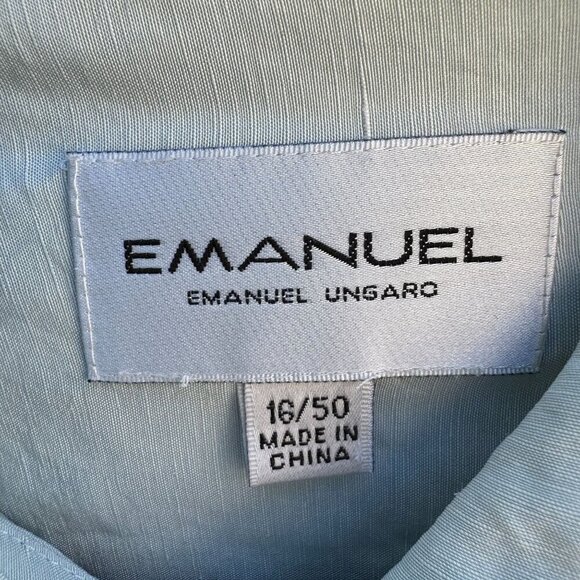 EMANUEL
EMANUEL UNGARO
16/50
MADE IN
CHINA